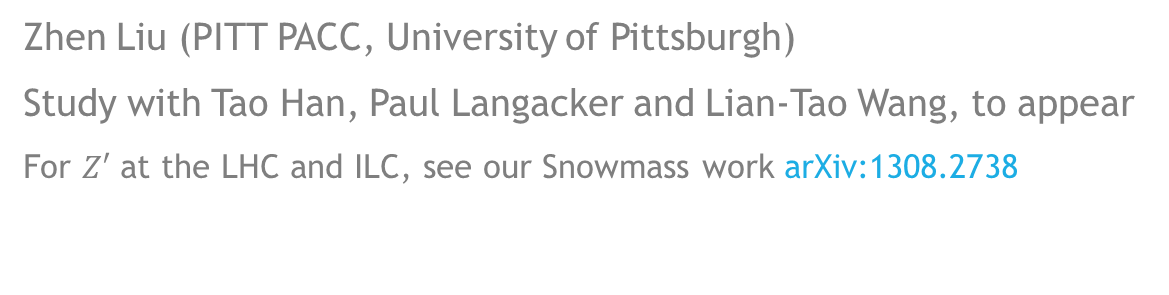 Zhen Liu (PITT PACC, University of Pittsburgh)
Study with Tao Han, Paul Langacker and Lian-Tao Wang, to appear
For Z′ at the LHC and ILC, see our Snowmass work arXiv:1308.2738